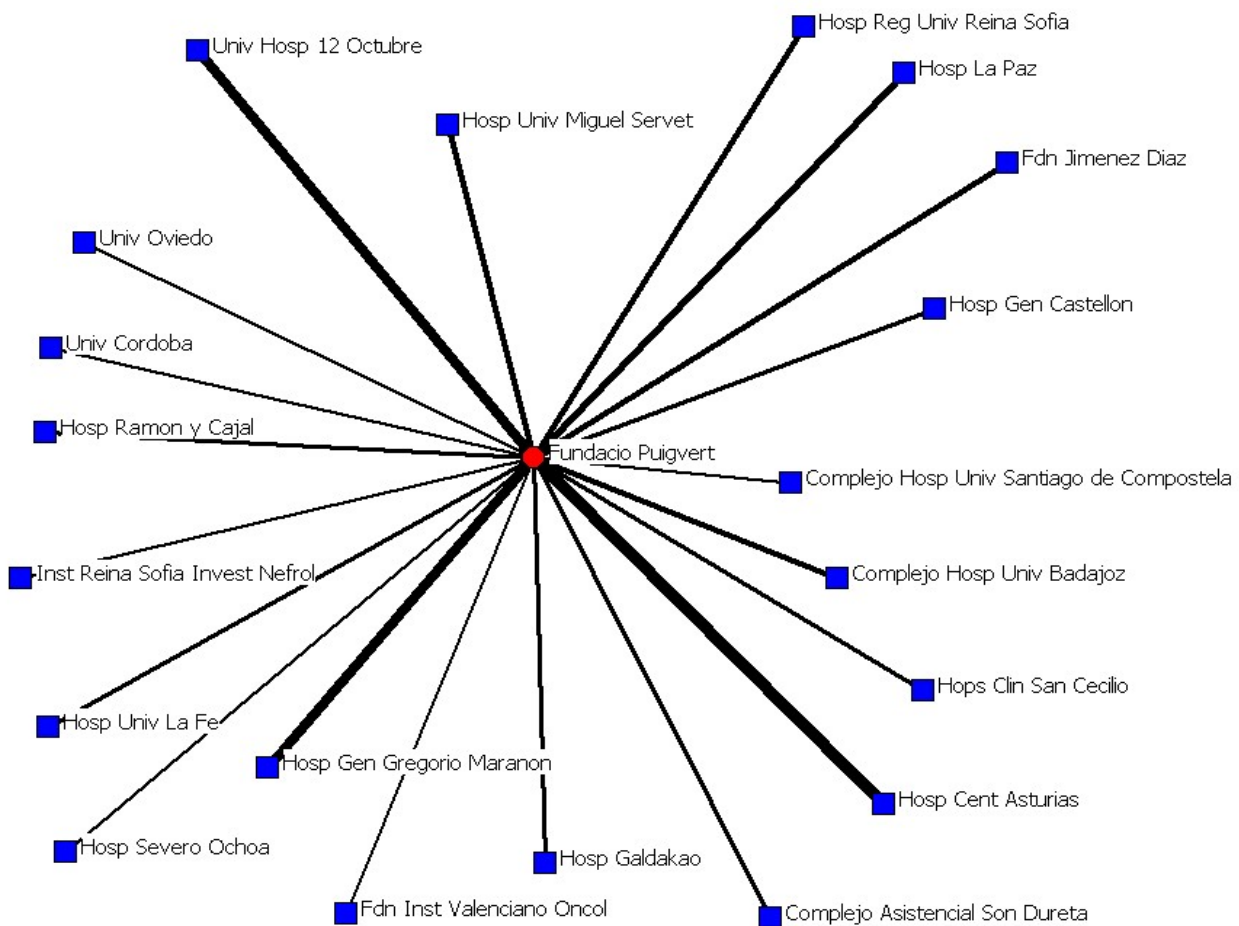 Hosp Reg Univ Reina Sofia
Univ Hosp 12 Octubre
Hosp La Paz
Hosp Univ Miguel Servet
Fdn Jimenez Diaz
Univ Oviedo
Hosp Gen Castellon
Univ Cordoba
Hosp Ramon y Cajal
Fundacio Puigvert
Complejo Hosp Univ Santiago de Compostela
Inst Reina Sofia Invest Nefrol
Complejo Hosp Univ Badajoz
Hops Clin San Cecilio
Hosp Univ La Fe
Hosp Gen Gregorio Maranon
Hosp Cent Asturias
Hosp Severo Ochoa
Hosp Galdakao
Fdn Inst Valenciano Oncol
Complejo Asistencial Son Dureta